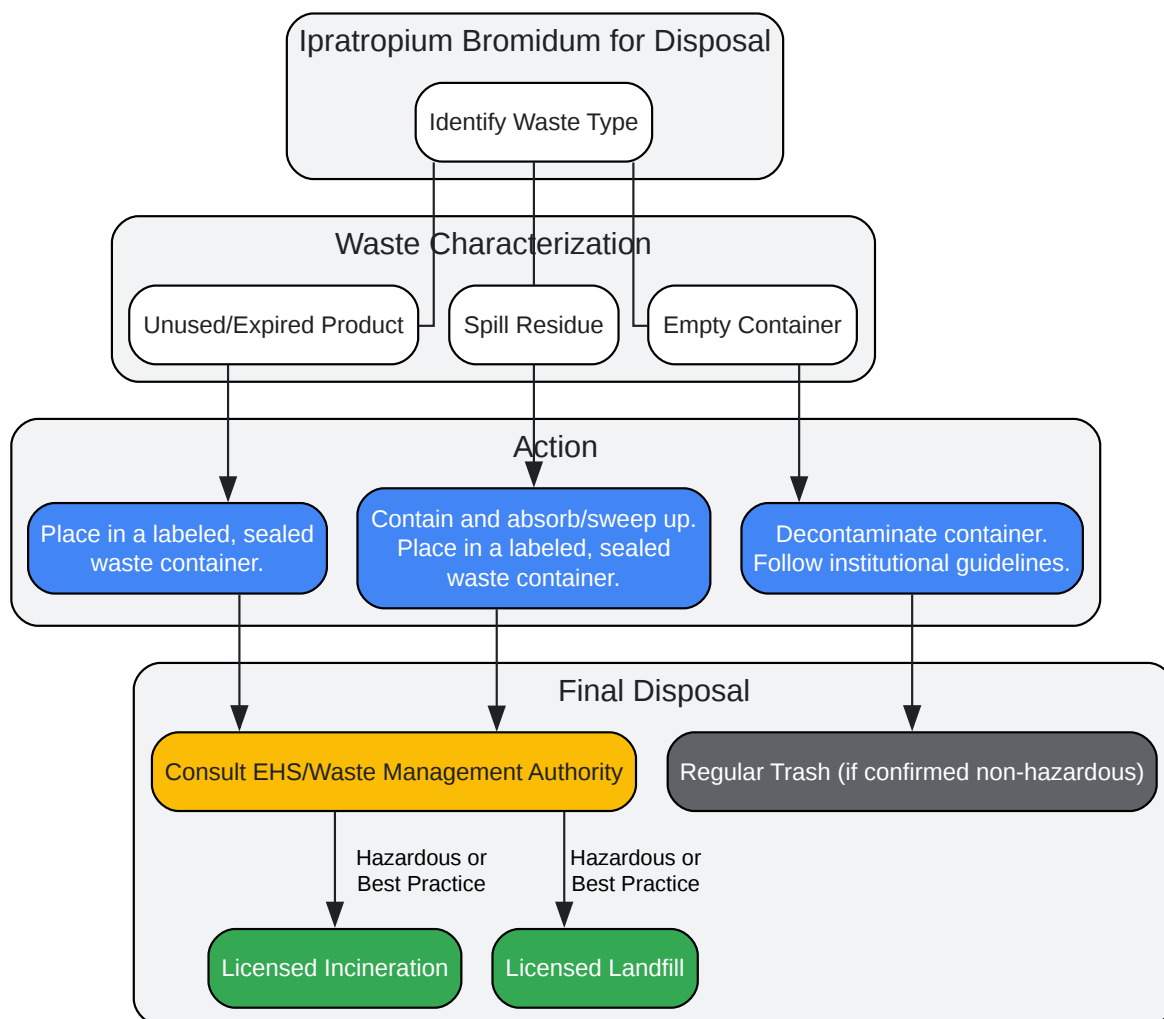 Ipratropium Bromidum for Disposal
Identify Waste Type
Waste Characterization
Unused/Expired Product
Spill Residue
Empty Container
Action
Place in a labeled, sealed
waste container.
Contain and absorb/sweep up.
Place in a labeled, sealed
waste container.
Decontaminate container.
Follow institutional guidelines.
Final Disposal
Consult EHS/Waste Management Authority
Regular Trash (if confirmed non-hazardous)
Hazardous or
Best Practice
Hazardous or
Best Practice
Licensed Incineration
Licensed Landfill